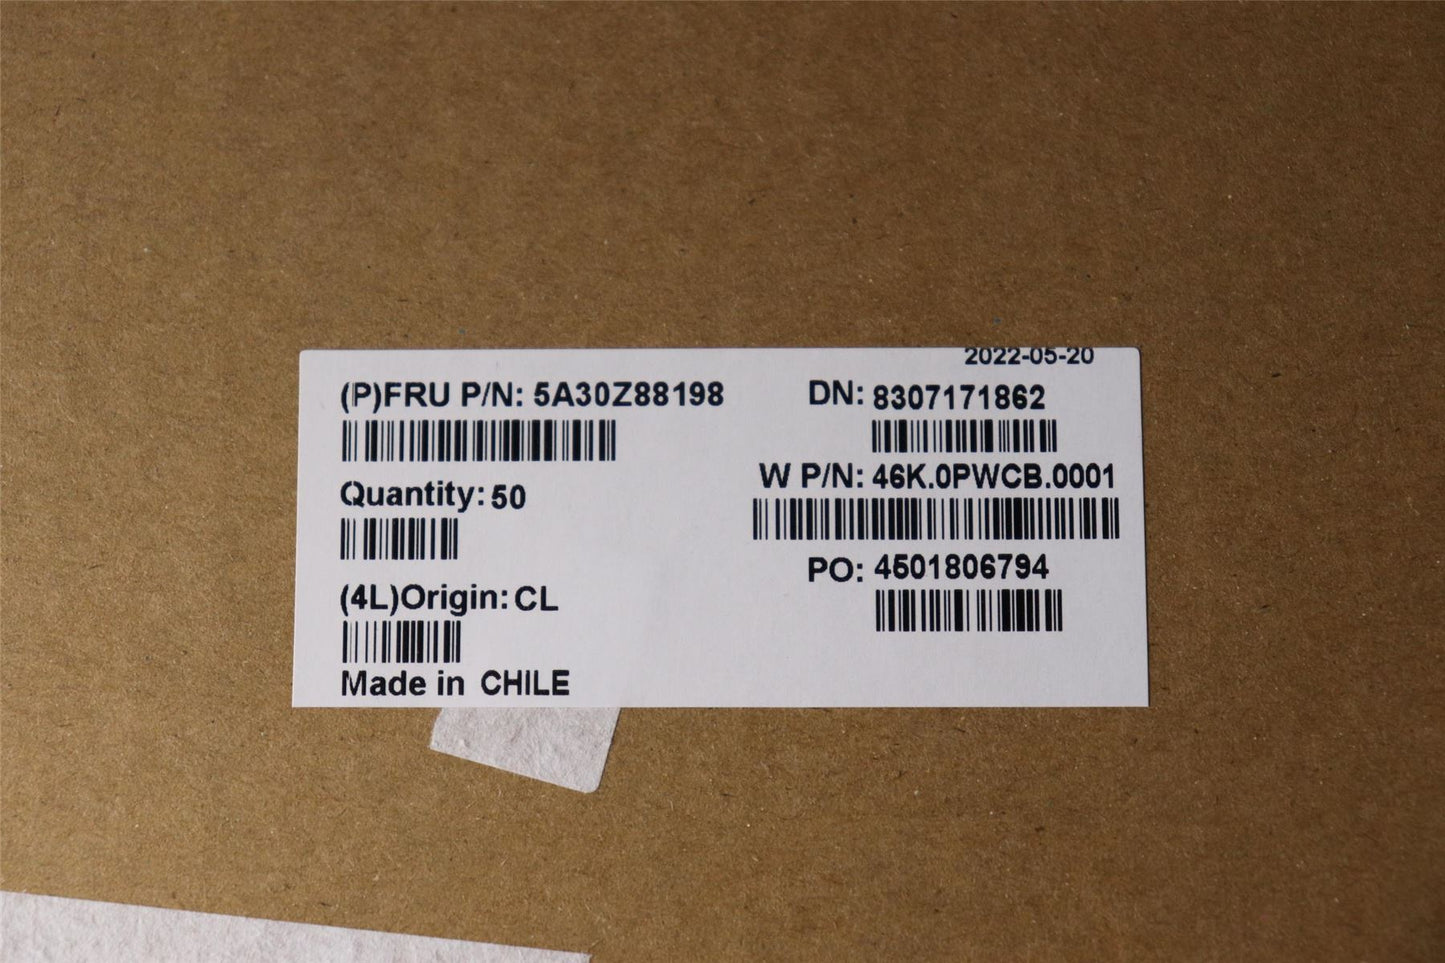 2022-05-20
(P)FRU P/N: 5A30Z88198
DN: 8307171862
W P/N: 46K.0PWCB.0001
Quantity: 50
PO: 4501806794
(4L)Origin: CL
Made in CHILE